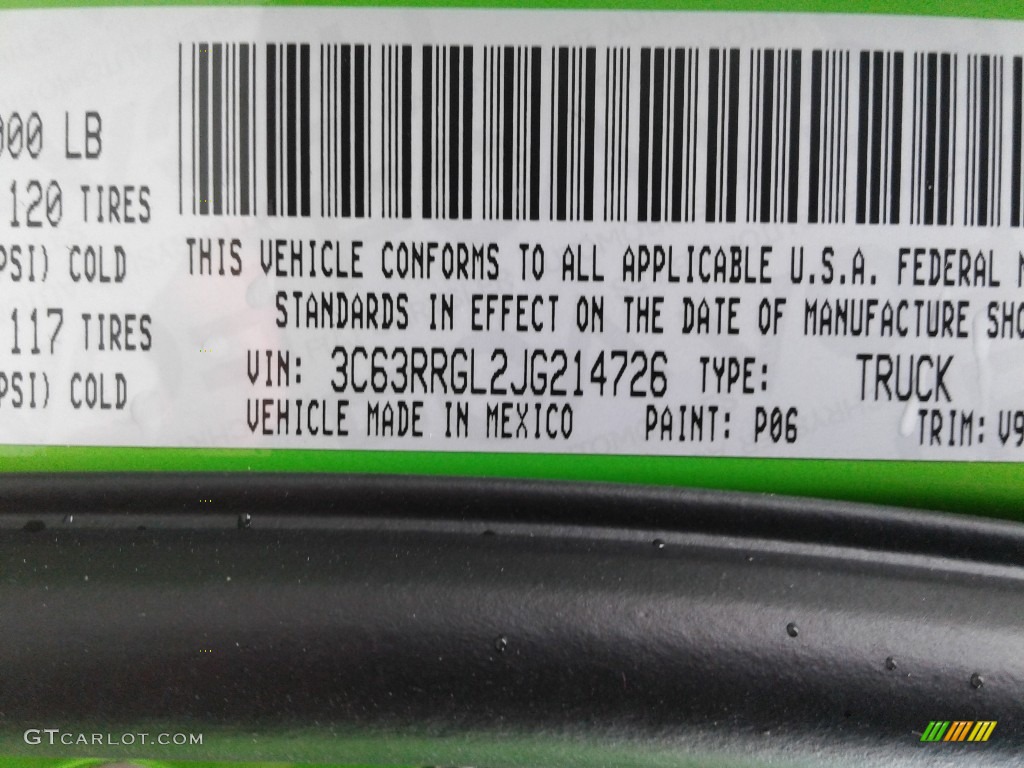 000 LB
120 TIRES
PSI) COLD
117 TIRES
PSI) COLD
THIS VEHICLE CONFORMS TO ALL APPLICABLE U.S.A. FEDERAL
STANDARDS IN EFFECT ON THE DATE OF MANUFACTURE SHO
VIN: 3C63RRGL2JG214726 TYPE: TRUCK
VEHICLE MADE IN MEXICO PAINT: P06 TRIM: V9
GTCARLOT.COM